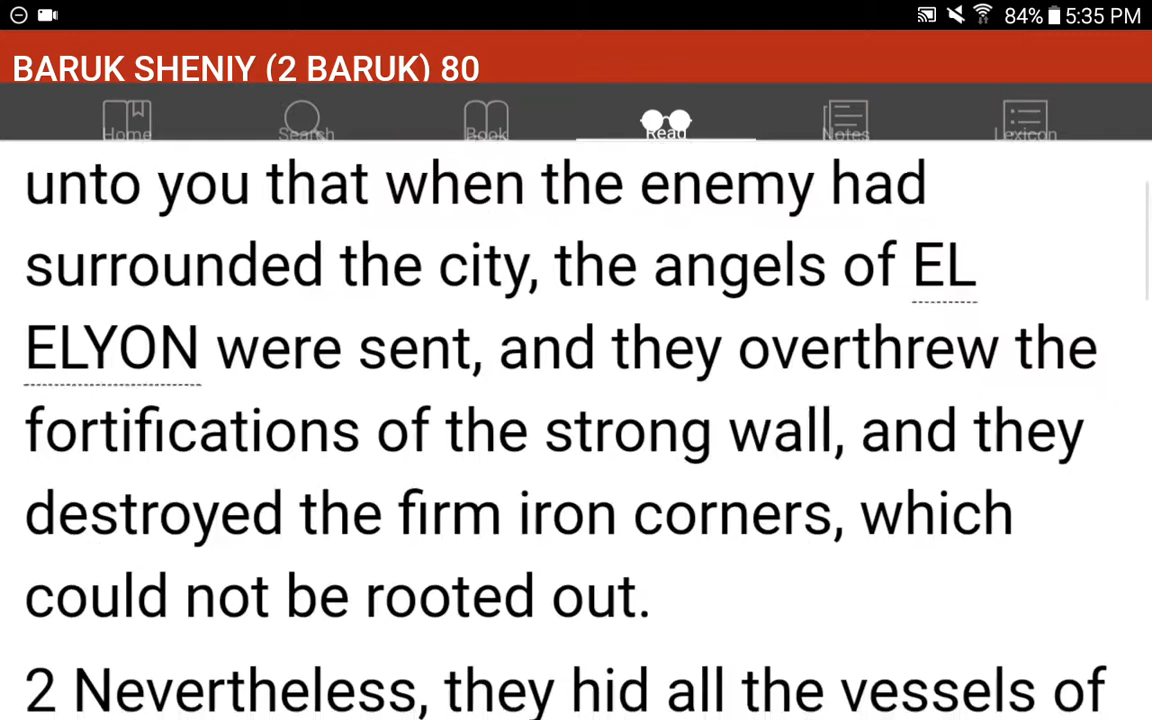 84% 5:35 PM
BARUK SHENIY (2 BARUK) 80
Home Search Book Read Notes Lexicon
unto you that when the enemy had
surrounded the city, the angels of EL
ELYON were sent, and they overthrew the
fortifications of the strong wall, and they
destroyed the firm iron corners, which
could not be rooted out.
2 Nevertheless, they hid all the vessels of